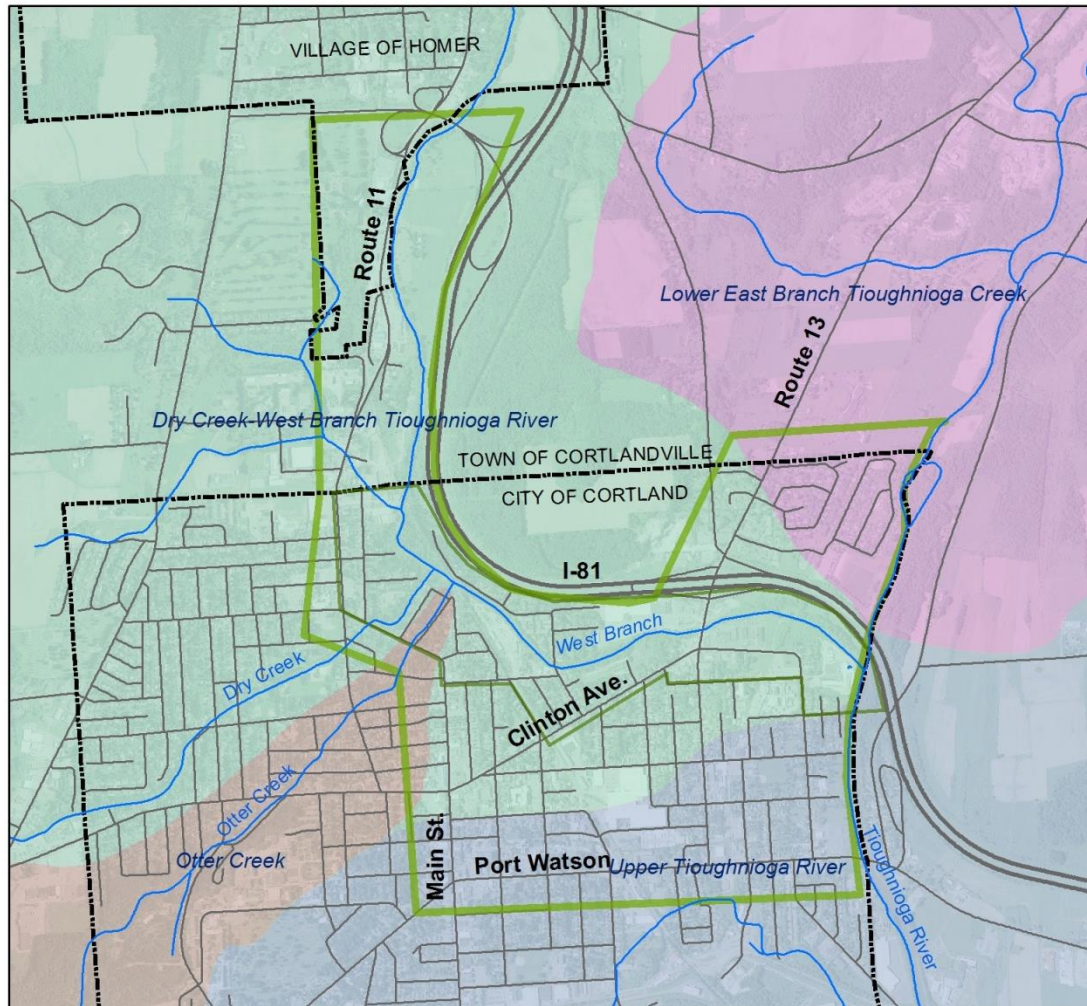 VILLAGE OF HOMER
Route 11
Lower East Branch Tioughnioga Creek
Route 13
Dry Creek-West Branch Tioughnioga River
TOWN OF CORTLANDVILLE
CITY OF CORTLAND
I-81
West Branch
Dry Creek
Clinton Ave.
Otter Creek
Otter Creek
Main St.
Port Watson
Upper Tioughnioga River
Tioughnioga River